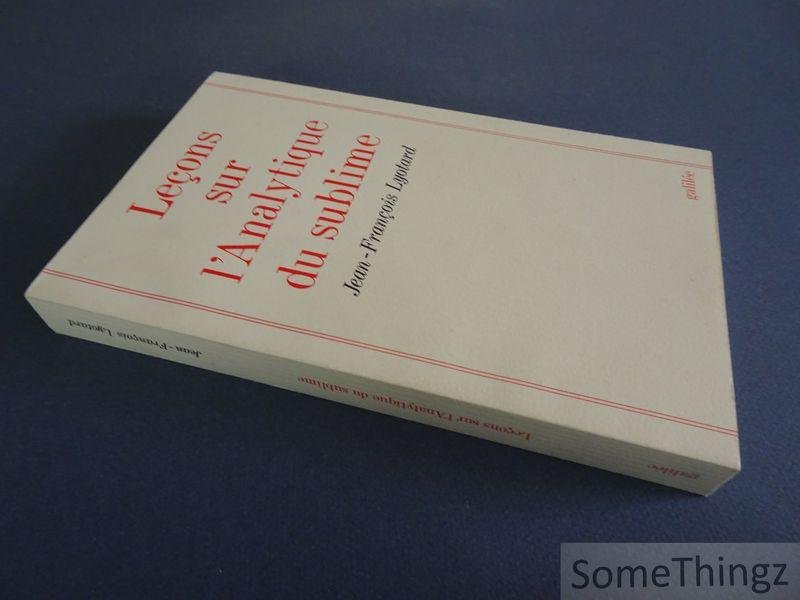 Leçons
sur
l'Analytique
du sublime
Jean-François Lyotard
galilée
Jean-François Lyotard
Leçons sur l'Analytique du sublime
galilée
SomeThingz